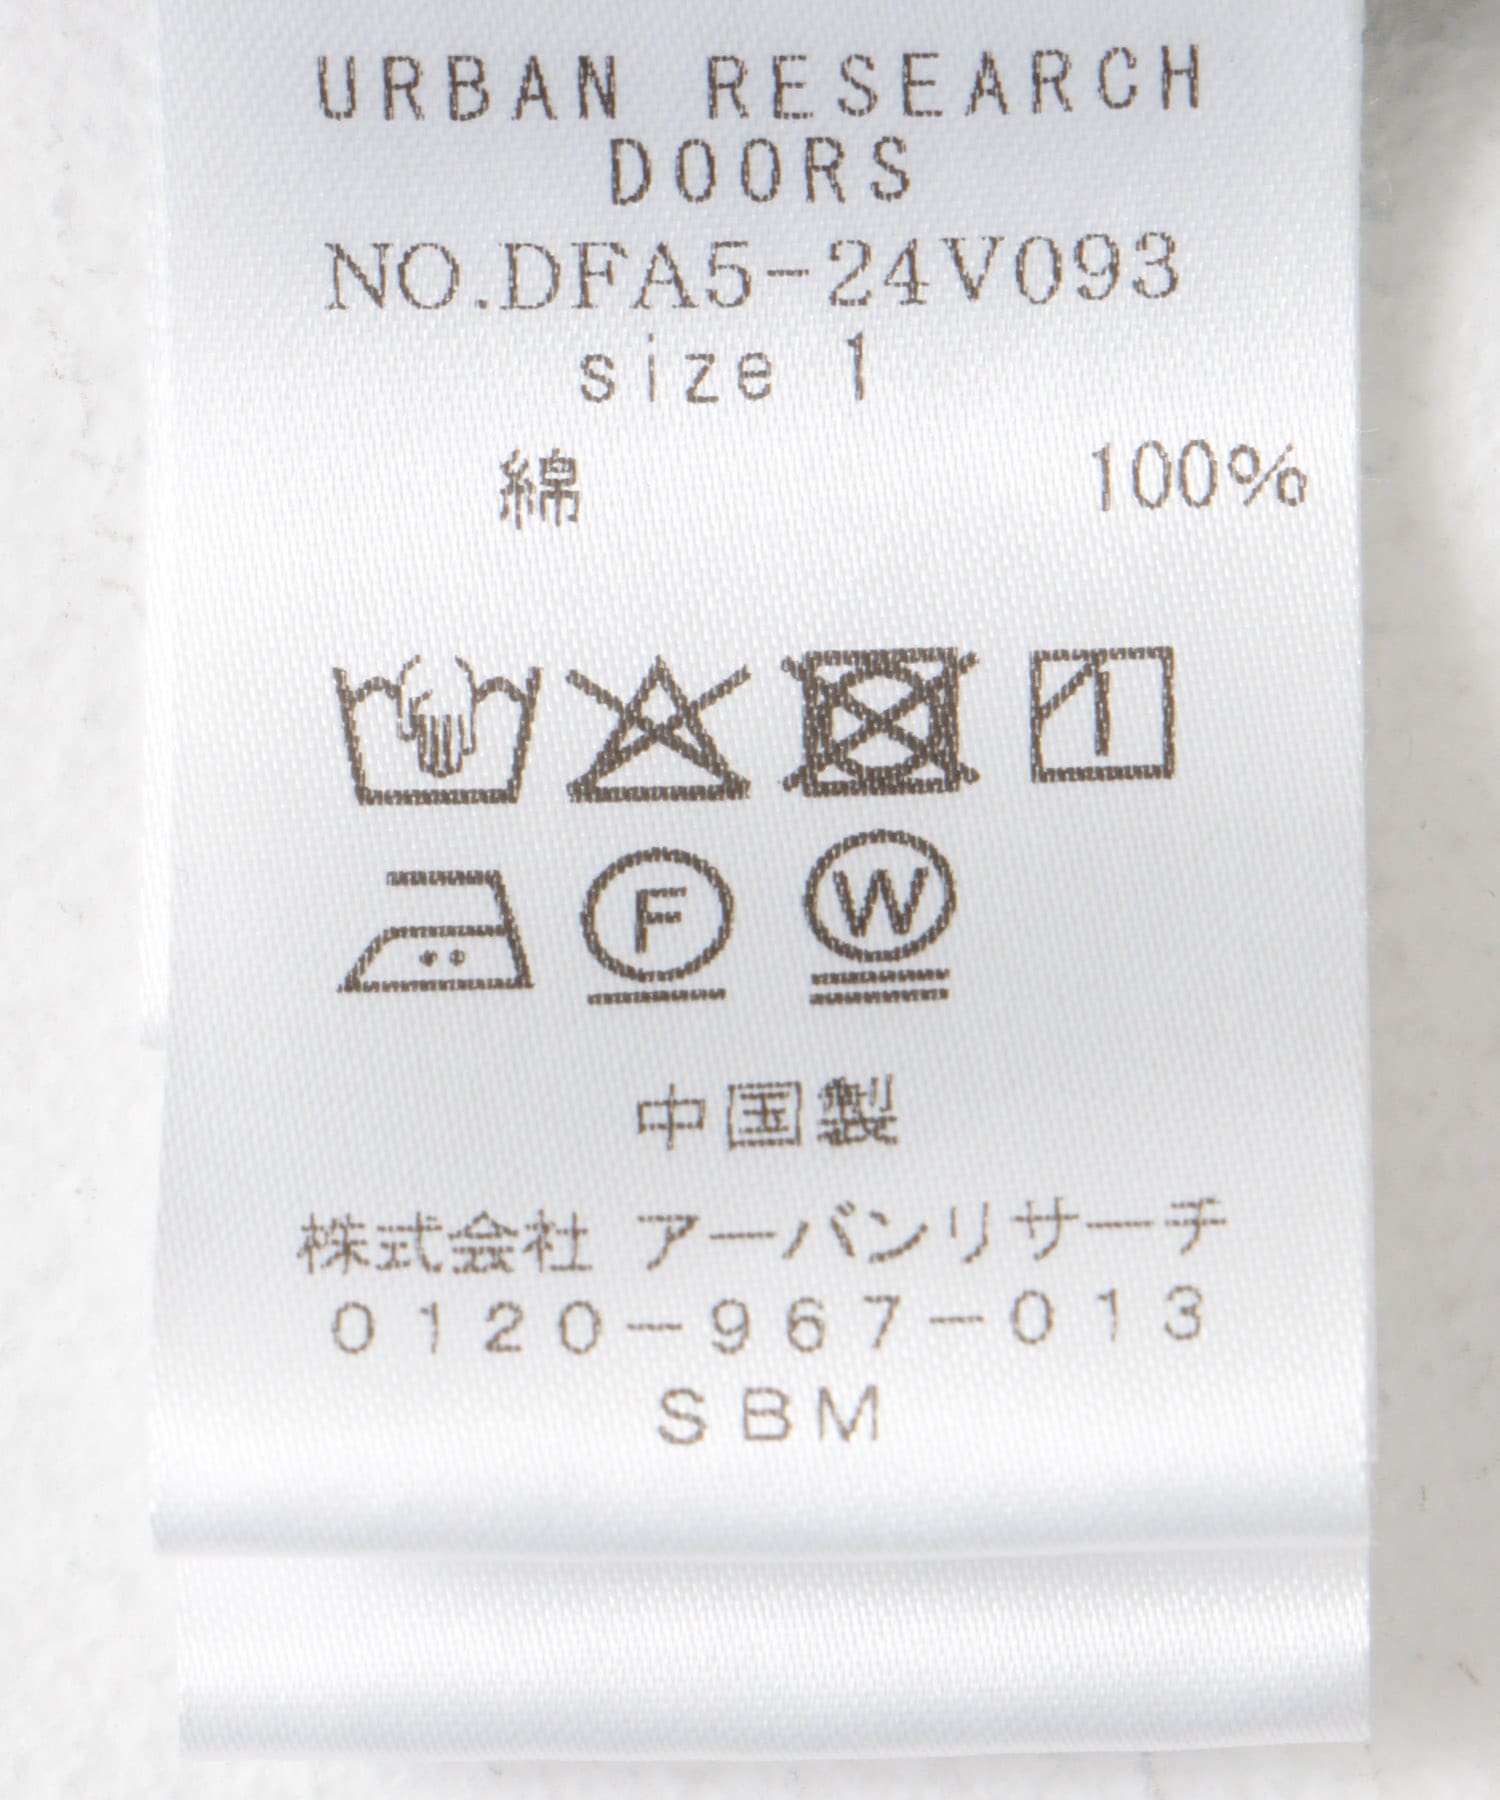 URBAN RESEARCH
DOORS
NO.DFA5-24V093
size 1
綿 100%
F W
中国製
株式会社 アーバンリサーチ
0120-967-013
SBM